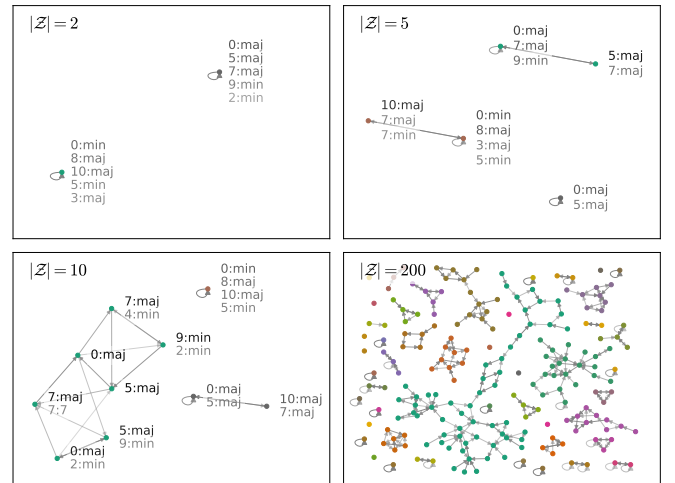 |𝒵| = 2
0:maj
5:maj
7:maj
9:min
2:min
0:min
8:maj
10:maj
5:min
3:maj
|𝒵| = 5
0:maj
7:maj
9:min
5:maj
7:maj
10:maj
7:maj
7:min
0:min
8:maj
3:maj
5:min
0:maj
5:maj
|𝒵| = 10
0:min
8:maj
10:maj
5:min
7:maj
4:min
9:min
2:min
0:maj
5:maj
7:maj
7:7
5:maj
9:min
0:maj
2:min
0:maj
5:maj
10:maj
7:maj
|𝒵| = 200